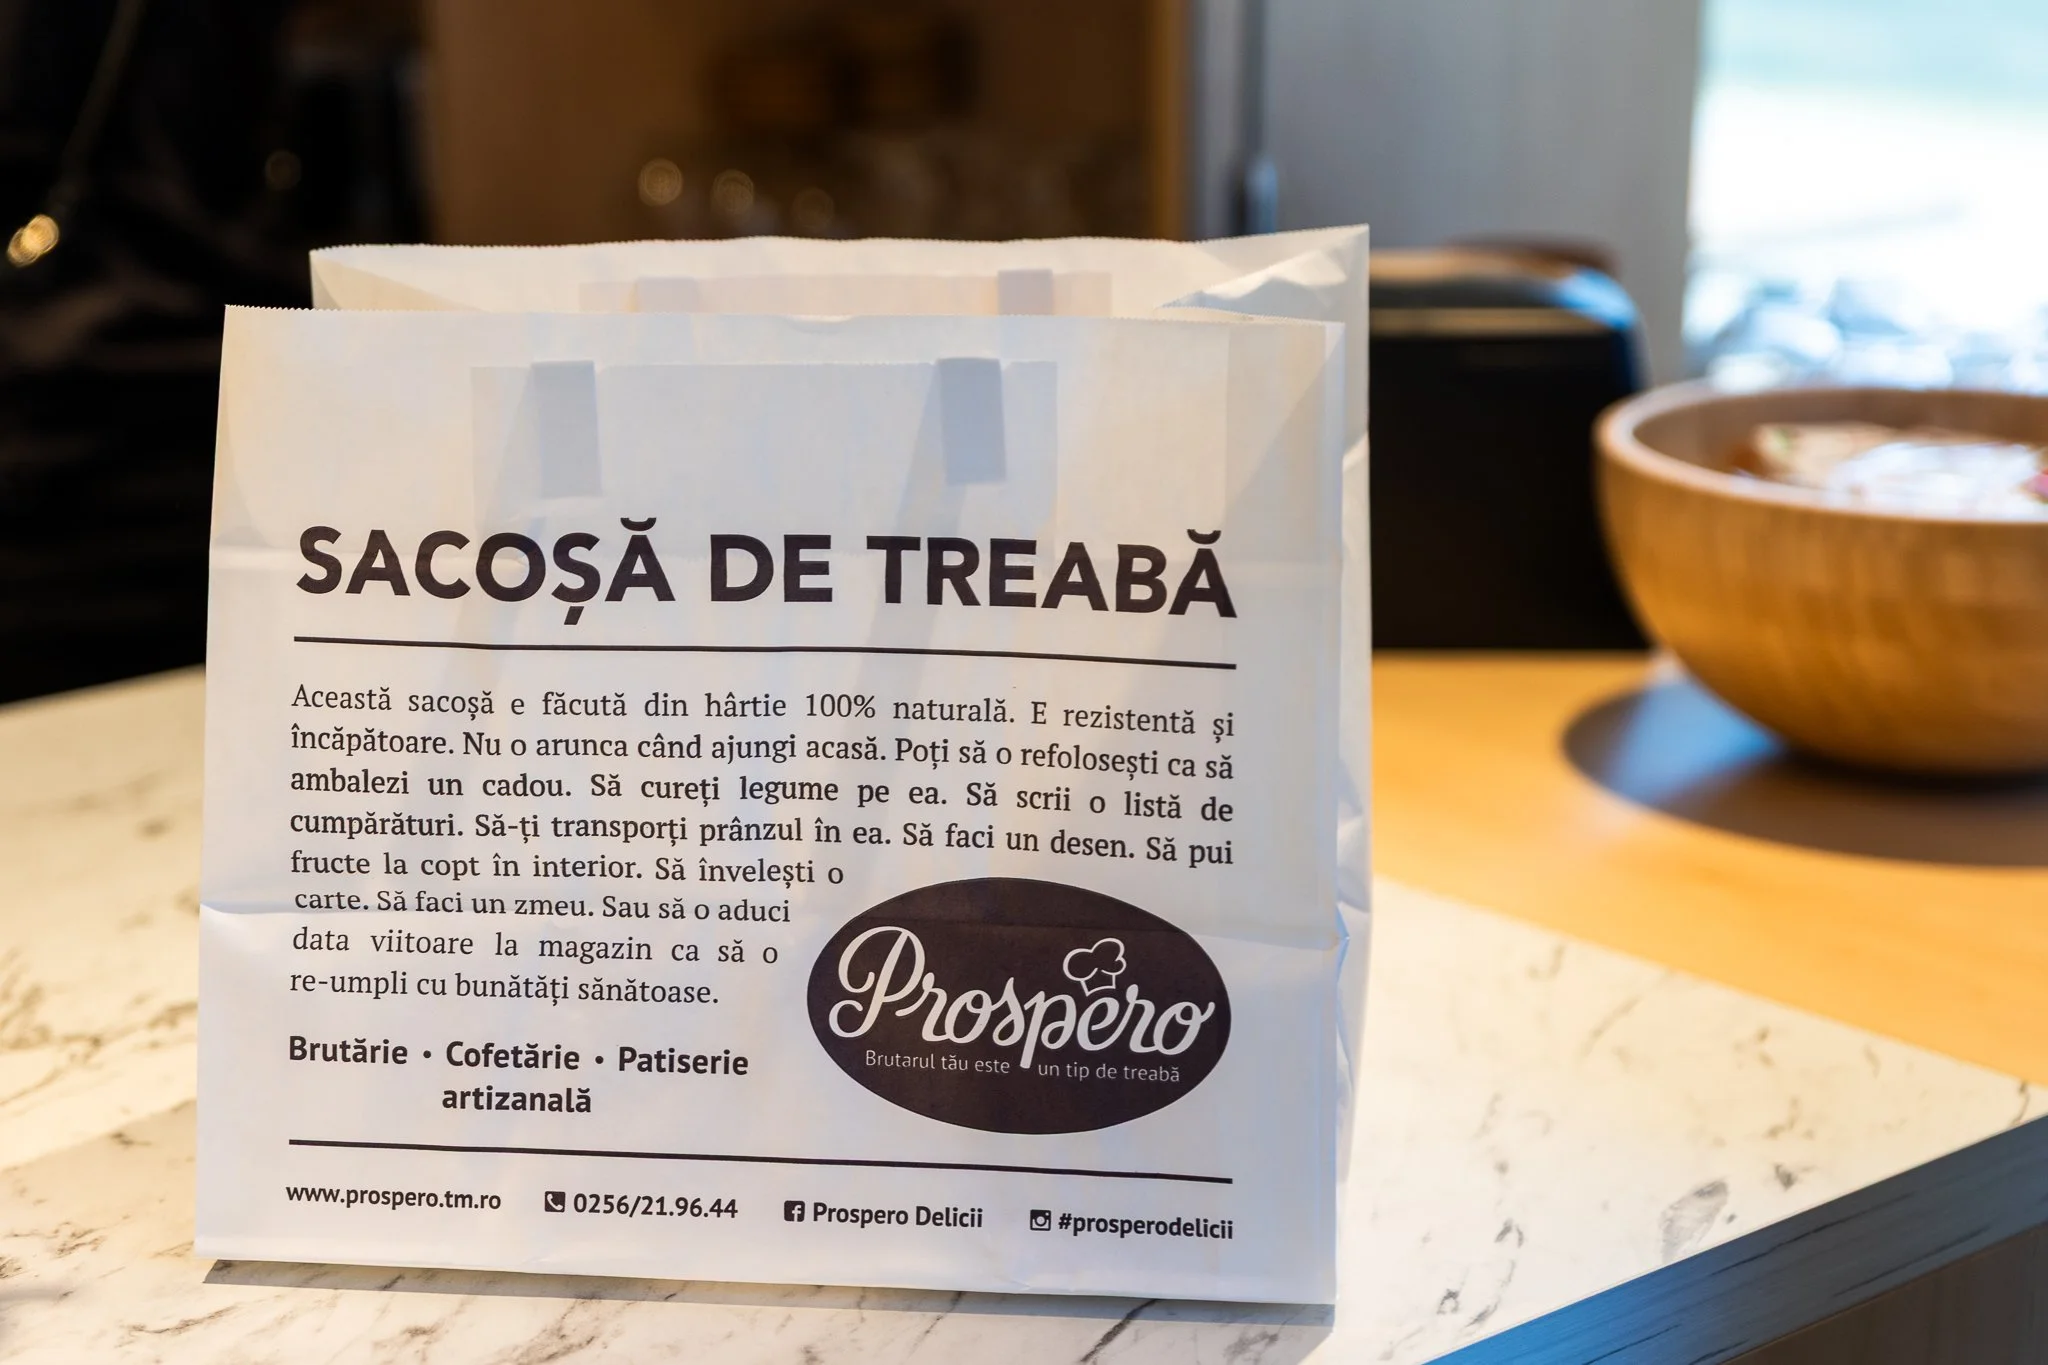 SACOȘĂ DE TREABĂ
Această sacoșă e făcută din hârtie 100% naturală. E rezistentă și
încăpătoare. Nu o arunca când ajungi acasă. Poți să o refolosești ca să
ambalezi un cadou. Să cureți legume pe ea. Să scrii o listă de
cumpărături. Să-ți transporți prânzul în ea. Să faci un desen. Să pui
fructe la copt în interior. Să învelești o
carte. Să faci un zmeu. Sau să o aduci
data viitoare la magazin ca să o
re-umpli cu bunătăți sănătoase.
Brutărie • Cofetărie • Patiserie
artizanală
Prospero
Brutarul tău este un tip de treabă
www.prospero.tm.ro 0256/21.96.44 Prospero Delicii #prosperodelicii